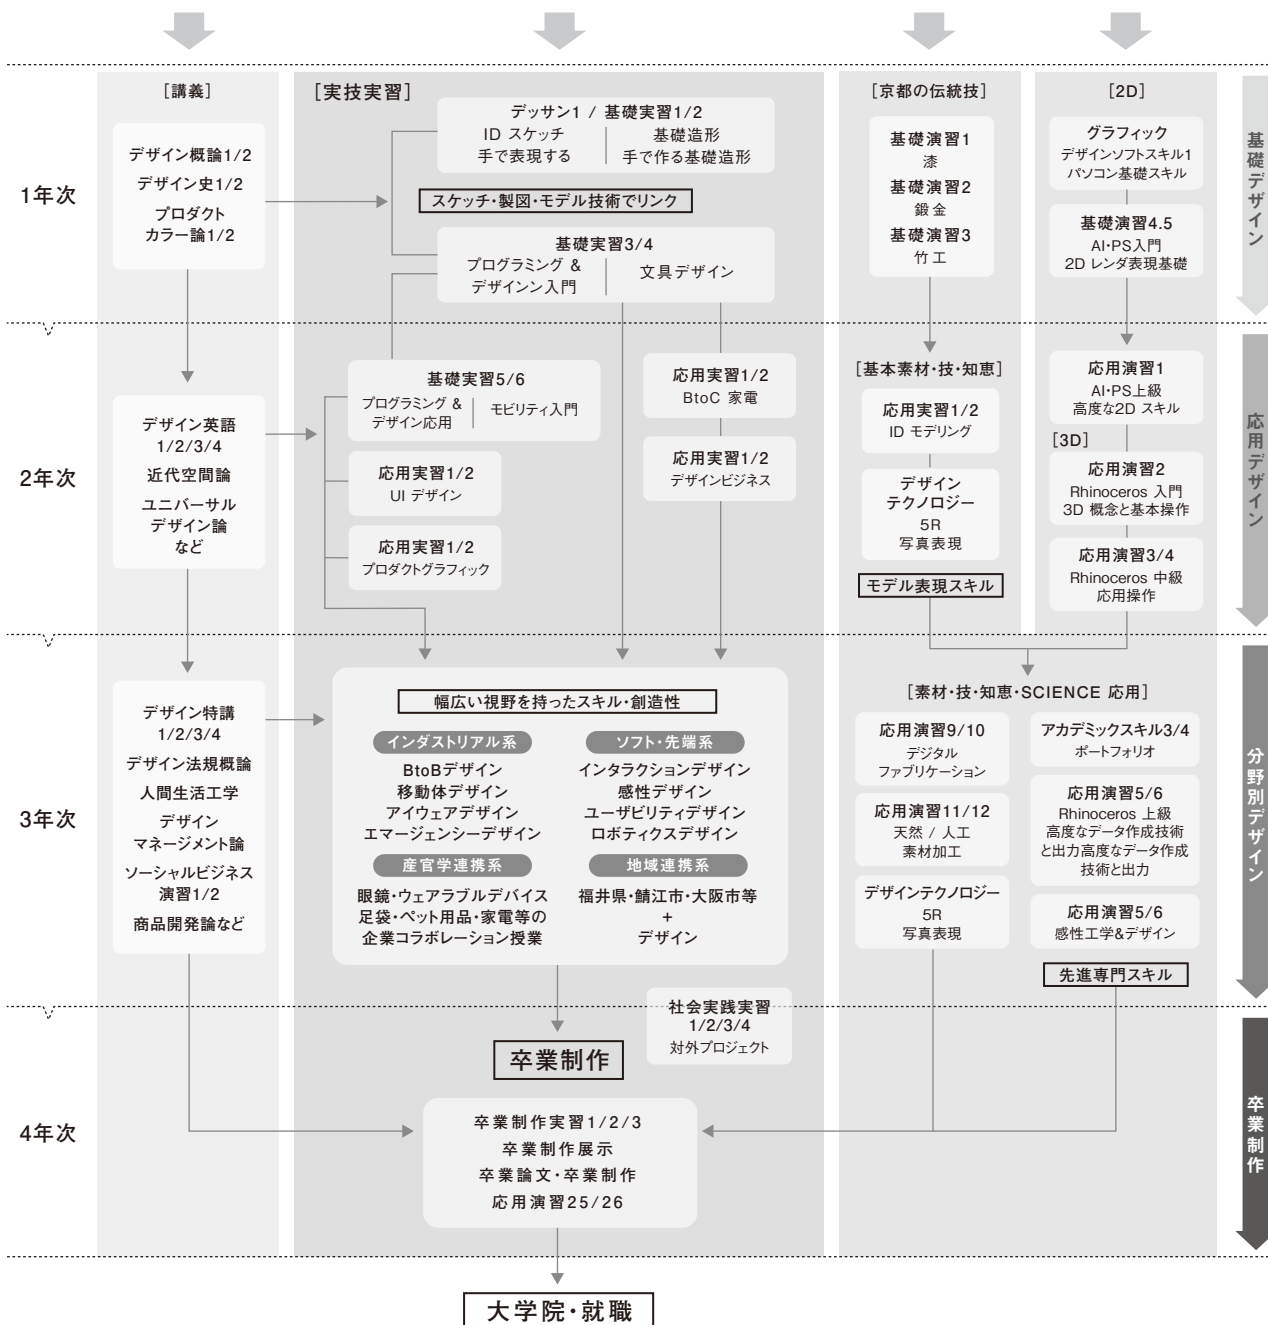 [講義]
[実技実習]
[京都の伝統技]
[2D]
1年次
デザイン概論1/2
デザイン史1/2
プロダクト
カラー論1/2
デッサン1 / 基礎実習1/2
ID スケッチ
手で表現する
基礎造形
手で作る基礎造形
スケッチ・製図・モデル技術でリンク
基礎実習3/4
プログラミング &
デザインン入門
文具デザイン
基礎演習1
漆
基礎演習2
鍛金
基礎演習3
竹工
グラフィック
デザインソフトスキル1
パソコン基礎スキル
基礎演習4.5
AI・PS入門
2D レンダ表現基礎
基礎デザイン
2年次
デザイン英語
1/2/3/4
近代空間論
ユニバーサル
デザイン論
など
基礎実習5/6
プログラミング &
デザイン応用
モビリティ入門
応用実習1/2
UI デザイン
応用実習1/2
プロダクトグラフィック
応用実習1/2
BtoC 家電
応用実習1/2
デザインビジネス
[基本素材・技・知恵]
応用実習1/2
ID モデリング
デザイン
テクノロジー
5R
写真表現
モデル表現スキル
応用演習1
AI・PS上級
高度な2D スキル
[3D]
応用演習2
Rhinoceros 入門
3D 概念と基本操作
応用演習3/4
Rhinoceros 中級
応用操作
応用デザイン
3年次
デザイン特講
1/2/3/4
デザイン法規概論
人間生活工学
デザイン
マネージメント論
ソーシャルビジネス
演習1/2
商品開発論など
幅広い視野を持ったスキル・創造性
インダストリアル系
BtoBデザイン
移動体デザイン
アイウェアデザイン
エマージェンシーデザイン
ソフト・先端系
インタラクションデザイン
感性デザイン
ユーザビリティデザイン
ロボティクスデザイン
産官学連携系
眼鏡・ウェアラブルデバイス
足袋・ペット用品・家電等の
企業コラボレーション授業
地域連携系
福井県・鯖江市・大阪市等
+
デザイン
[素材・技・知恵・SCIENCE 応用]
応用演習9/10
デジタル
ファブリケーション
応用演習11/12
天然 / 人工
素材加工
デザインテクノロジー
5R
写真表現
アカデミックスキル3/4
ポートフォリオ
応用演習5/6
Rhinoceros 上級
高度なデータ作成技術
と出力高度なデータ作成
技術と出力
応用演習5/6
感性工学&デザイン
先進専門スキル
分野別デザイン
社会実践実習
1/2/3/4
対外プロジェクト
卒業制作
4年次
卒業制作実習1/2/3
卒業制作展示
卒業論文・卒業制作
応用演習25/26
卒業制作
大学院・就職